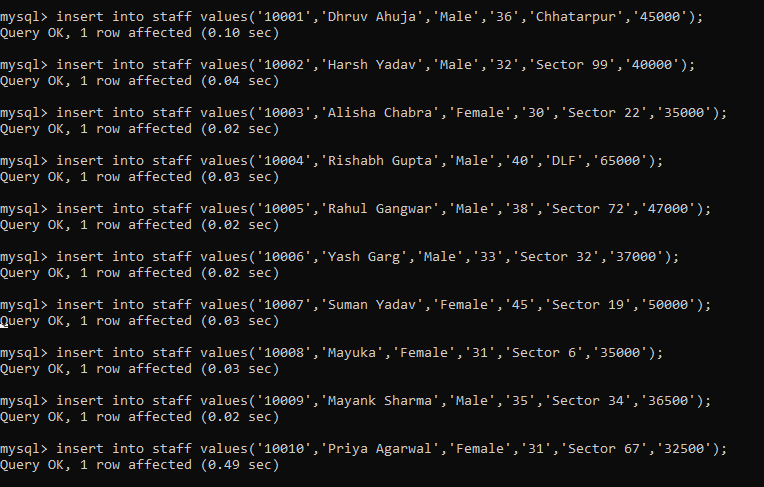 mysql> insert into staff values('10001','Dhruv Ahuja','Male','36','Chhatarpur','45000');
Query OK, 1 row affected (0.10 sec)
mysql> insert into staff values('10002','Harsh Yadav','Male','32','Sector 99','40000');
Query OK, 1 row affected (0.04 sec)
mysql> insert into staff values('10003','Alisha Chabra','Female','30','Sector 22','35000');
Query OK, 1 row affected (0.02 sec)
mysql> insert into staff values('10004','Rishabh Gupta','Male','40','DLF','65000');
Query OK, 1 row affected (0.03 sec)
mysql> insert into staff values('10005','Rahul Gangwar','Male','38','Sector 72','47000');
Query OK, 1 row affected (0.02 sec)
mysql> insert into staff values('10006','Yash Garg','Male','33','Sector 32','37000');
Query OK, 1 row affected (0.02 sec)
mysql> insert into staff values('10007','Suman Yadav','Female','45','Sector 19','50000');
Query OK, 1 row affected (0.03 sec)
mysql> insert into staff values('10008','Mayuka','Female','31','Sector 6','35000');
Query OK, 1 row affected (0.03 sec)
mysql> insert into staff values('10009','Mayank Sharma','Male','35','Sector 34','36500');
Query OK, 1 row affected (0.02 sec)
mysql> insert into staff values('10010','Priya Agarwal','Female','31','Sector 67','32500');
Query OK, 1 row affected (0.49 sec)